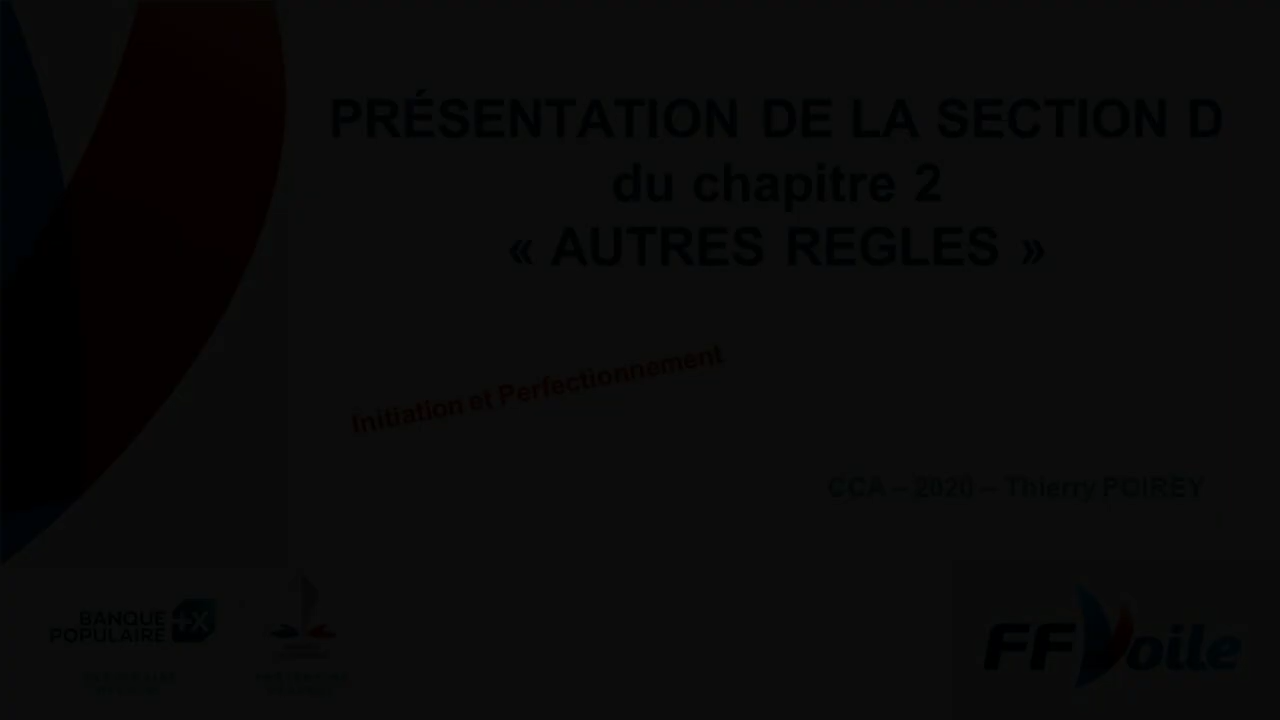 PRÉSENTATION DE LA SECTION D
du chapitre 2
« AUTRES REGLES »
Initiation et Perfectionnement
CCA – 2020 – Thierry POIREY
BANQUE
POPULAIRE
FFVoile